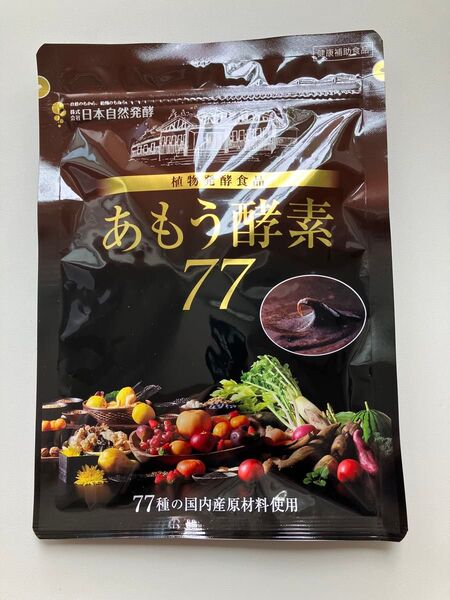 健康補助食品
株式会社日本自然発酵
植物発酵食品
あもう酵素
77
77種の国内産原材料使用